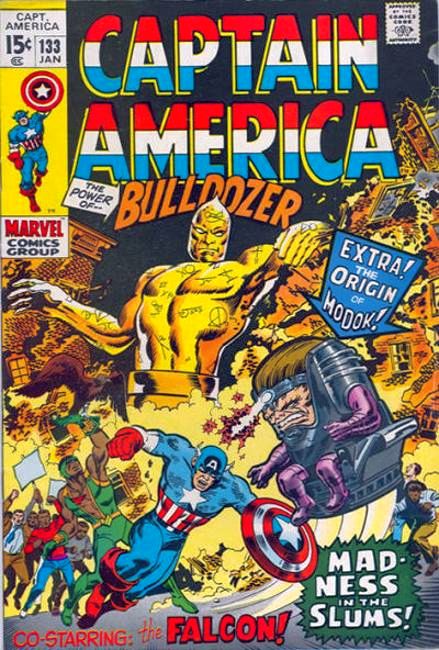 CAPT.
AMERICA
15¢ 133
JAN
CC
APPROVED
BY THE
COMICS
CODE
AUTHORITY
CAPTAIN
AMERICA
THE
POWER
OF...
BULLDOZER
MARVEL
COMICS
GROUP
EXTRA!
THE
ORIGIN
OF
MODOK!
MAD-
NESS
IN THE
SLUMS!
CO-STARRING: the FALCON!